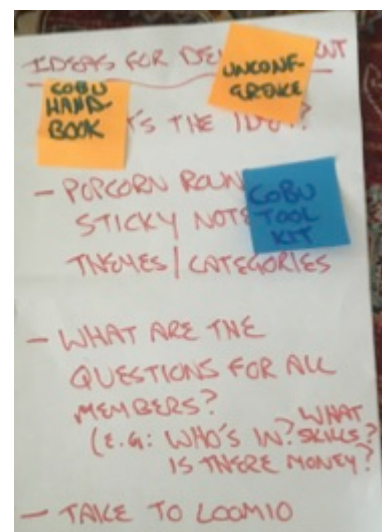 IDEAS FOR DE NT
UNCONF-
ERENCE
COBU
HAND-
BOOK
'S THE IDEA?
- POPCORN ROUN
STICKY NOTE
COBU
TOOL
KIT
THEMES / CATEGORIES
- WHAT ARE THE
QUESTIONS FOR ALL
MEMBERS?
(E.G: WHO'S IN? WHAT SKILLS?
IS THERE MONEY?
- TAKE TO LOOMIO